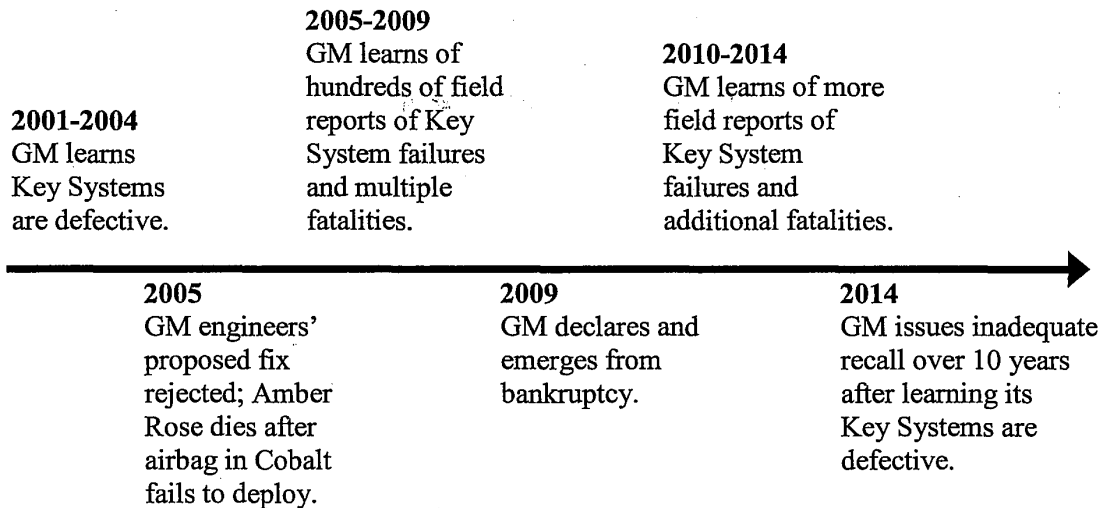 2001-2004
GM learns
Key Systems
are defective.
2005-2009
GM learns of
hundreds of field
reports of Key
System failures
and multiple
fatalities.
2010-2014
GM learns of more
field reports of
Key System
failures and
additional fatalities.
2005
GM engineers’
proposed fix
rejected; Amber
Rose dies after
airbag in Cobalt
fails to deploy.
2009
GM declares and
emerges from
bankruptcy.
2014
GM issues inadequate
recall over 10 years
after learning its
Key Systems are
defective.